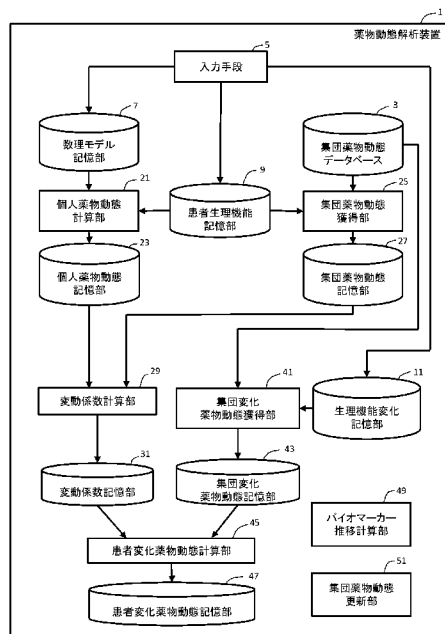 1
薬物動態解析装置
5
入力手段
7
数理モデル
記憶部
3
集団薬物動態
データベース
9
患者生理機能
記憶部
21
個人薬物動態
計算部
25
集団薬物動態
獲得部
23
個人薬物動態
記憶部
27
集団薬物動態
記憶部
29
変動係数計算部
41
集団変化
薬物動態獲得部
11
生理機能変化
記憶部
31
変動係数記憶部
43
集団変化
薬物動態記憶部
45
患者変化薬物動態計算部
47
患者変化薬物動態記憶部
49
バイオマーカー
推移計算部
51
集団薬物動態
更新部